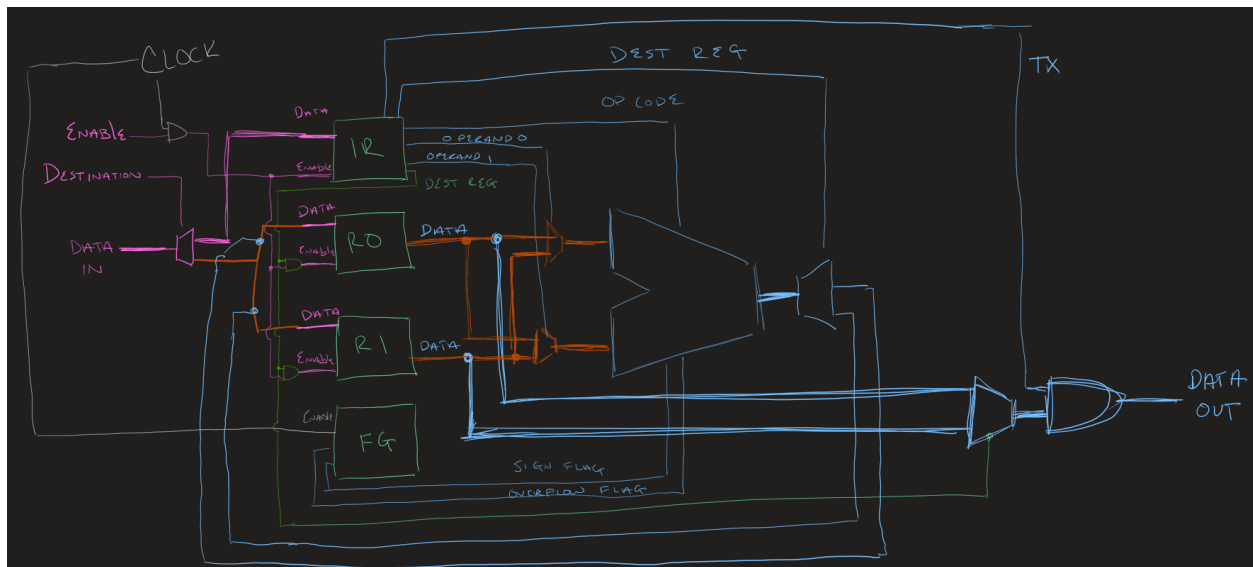 CLOCK
DEST REG
TX
OP CODE
DATA
ENABLE
IR
OPERAND 0
OPERAND 1
ENABLE
DESTINATION
DEST REG
DATA
R0
DATA
DATA
IN
ENABLE
DATA
R1
DATA
ENABLE
DATA
OUT
ENABLE
FG
SIGN FLAG
OVERFLOW FLAG